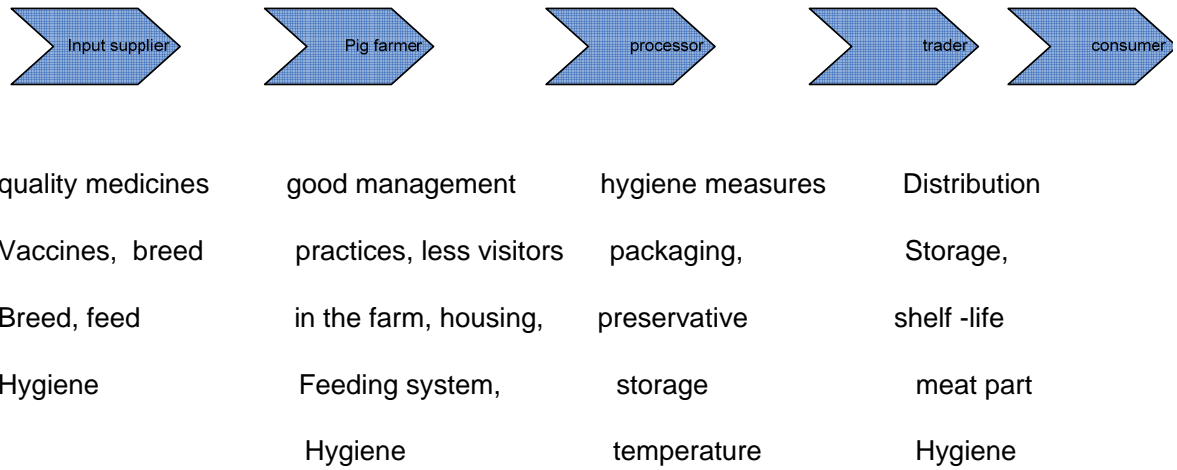 Input supplier Pig farmer processor trader consumer
quality medicines good management hygiene measures Distribution
Vaccines, breed practices, less visitors packaging, Storage,
Breed, feed in the farm, housing, preservative shelf -life
Hygiene Feeding system, storage meat part
Hygiene temperature Hygiene